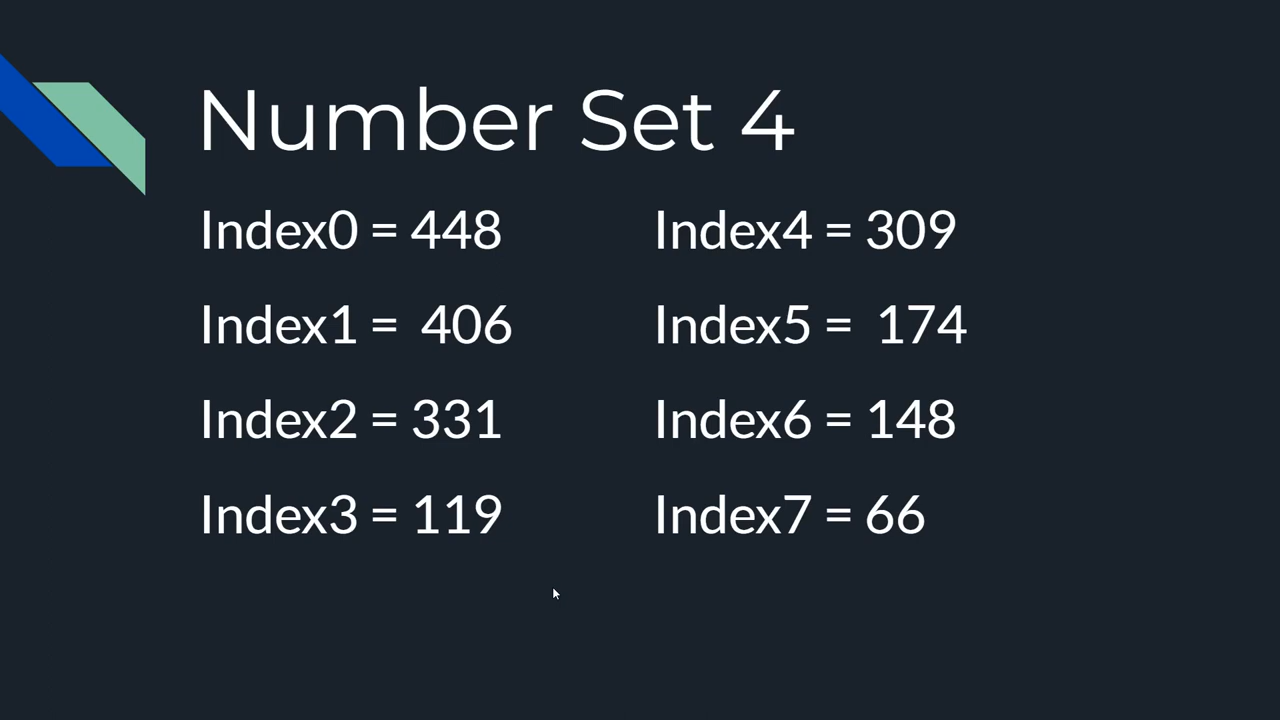 Number Set 4
Index0 = 448
Index1 =  406
Index2 = 331
Index3 = 119
Index4 = 309
Index5 =  174
Index6 = 148
Index7 = 66